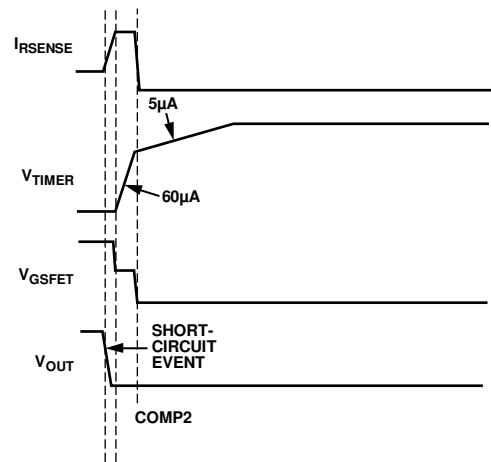 IRSENSE
5µA
VTIMER
60µA
VGSFET
SHORT-
CIRCUIT
EVENT
VOUT
COMP2